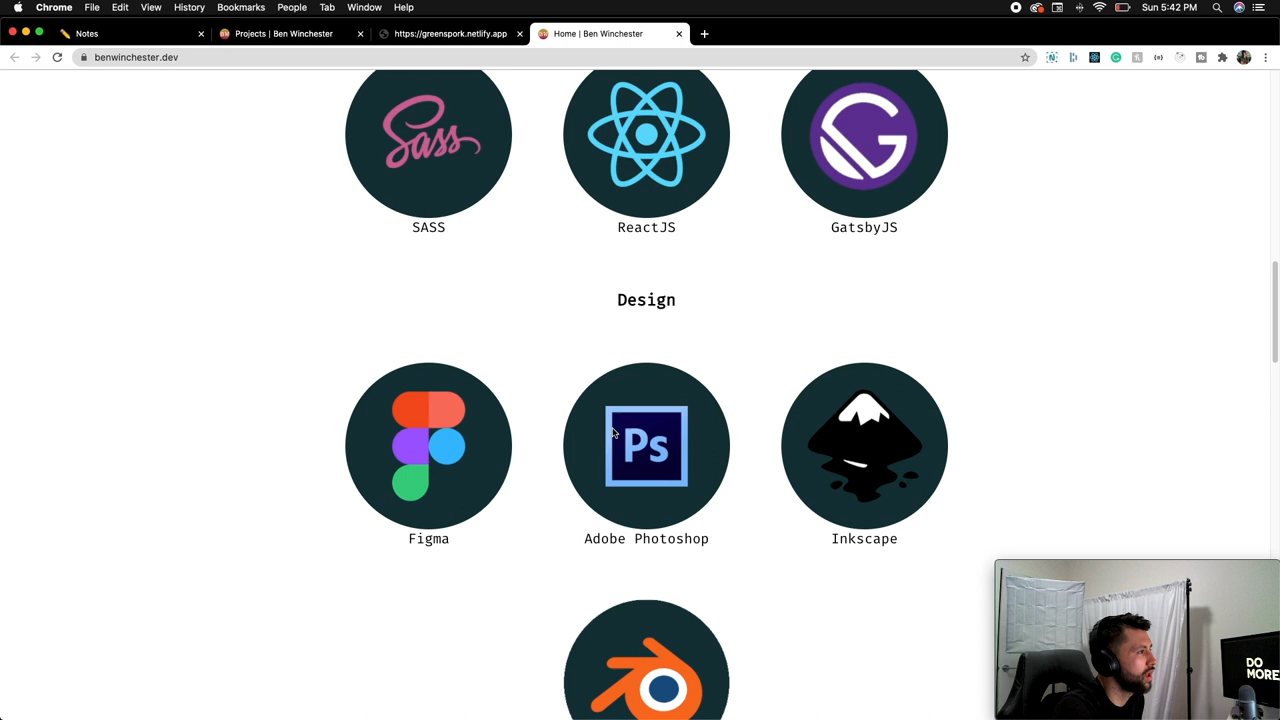 Chrome File Edit View History Bookmarks People Tab Window Help Sun 5:42 PM
Notes Projects | Ben Winchester https://greenspork.netlify.app Home | Ben Winchester
benwinchester.dev
Sass
SASS ReactJS GatsbyJS
Design
Ps
Figma Adobe Photoshop Inkscape
DO
MORE